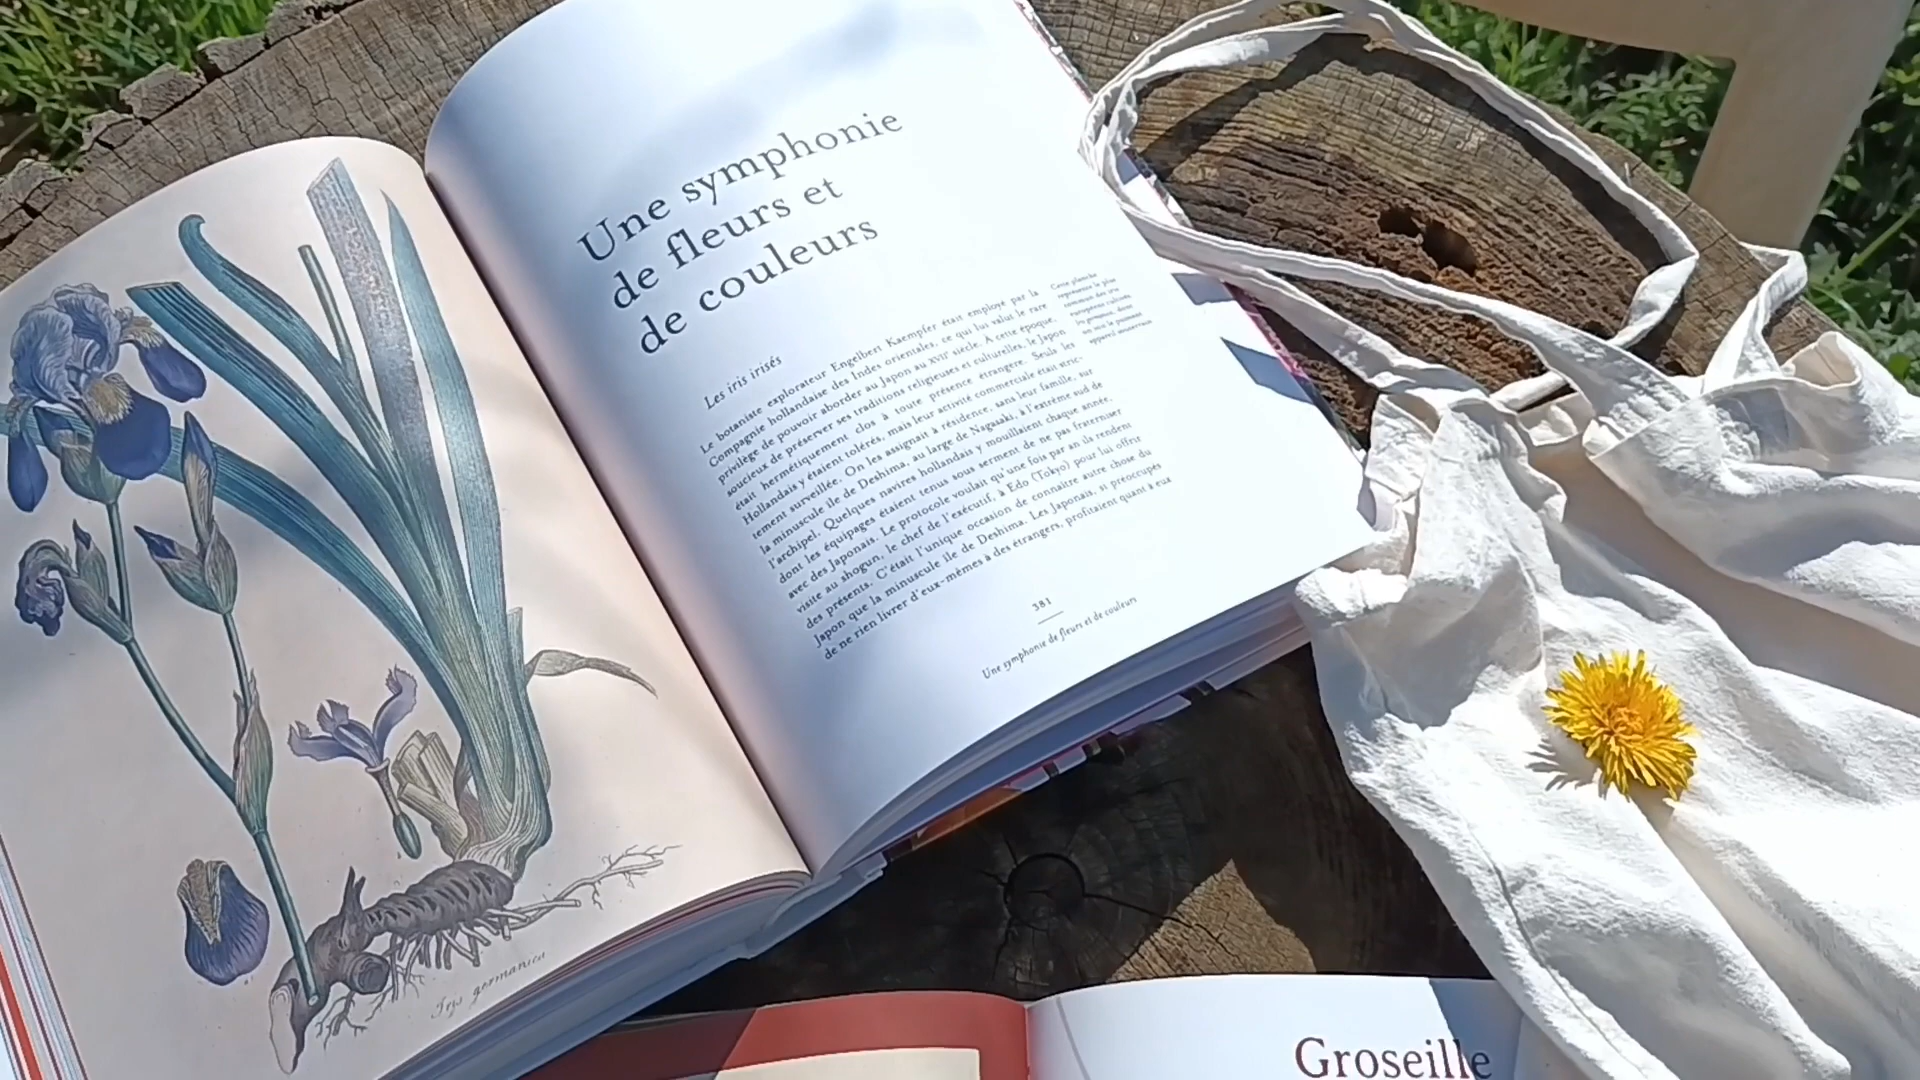 Une symphonie
de fleurs et
de couleurs
Les iris irisés
Le botaniste explorateur Engelbert Kaempfer était employé par la
Compagnie hollandaise des Indes orientales, ce qui lui valut le rare
privilège de pouvoir aborder au Japon au XVIIe siècle. À cette époque,
soucieux de préserver ses traditions religieuses et culturelles, le Japon
était hermétiquement clos à toute présence étrangère. Seuls les
Hollandais y étaient tolérés, mais leur activité commerciale était stric-
tement surveillée. On les assignait à résidence, sans leur famille, sur
la minuscule île de Deshima, au large de Nagasaki, à l'extrême sud de
l'archipel. Quelques navires hollandais y mouillaient chaque année,
dont les équipages étaient tenus sous serment de ne pas fraterniser
avec des Japonais. Le protocole voulait qu'une fois par an ils rendent
visite au shogun, le chef de l'exécutif, à Edo (Tokyo) pour lui offrir
des présents. C'était l'unique occasion de connaître autre chose du
Japon que la minuscule île de Deshima. Les Japonais, si préoccupés
de ne rien livrer d'eux-mêmes à des étrangers, profitaient quant à eux
Cette planche
représente le plus
commun des iris
européens cultivés
381
Une symphonie de fleurs et de couleurs
germanica
Groseille